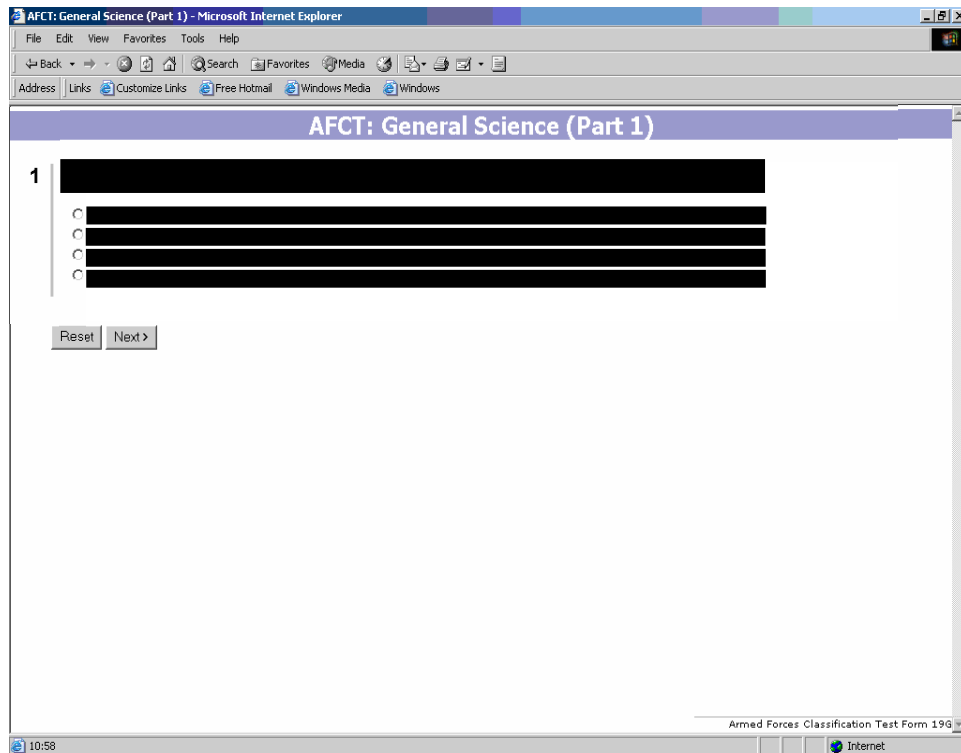 AFCT: General Science (Part 1) - Microsoft Internet Explorer
File Edit View Favorites Tools Help
Back Search Favorites Media
Address Links Customize Links Free Hotmail Windows Media Windows
AFCT: General Science (Part 1)
1
Reset Next >
Armed Forces Classification Test Form 19G
10:58 Internet